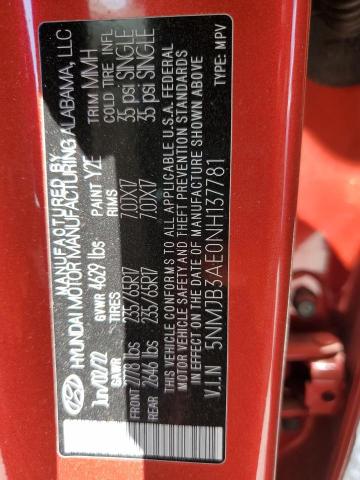 MANUFACTURED BY
HYUNDAI MOTOR MANUFACTURING ALABAMA, LLC
GVWR 4629 lbs PAINT Y2E TRIM MMH
GAWR TIRES RIMS COLD TIRE INFL
FRONT 2778 lbs 235/65R17 7.0JX17 35 psi SINGLE
REAR 2646 lbs 235/65R17 7.0JX17 35 psi SINGLE
THIS VEHICLE CONFORMS TO ALL APPLICABLE U.S.A. FEDERAL
MOTOR VEHICLE SAFETY AND THEFT PREVENTION STANDARDS
IN EFFECT ON THE DATE OF MANUFACTURE SHOWN ABOVE.
V.I.N 5NMJB3AE0NH137781 TYPE: MPV